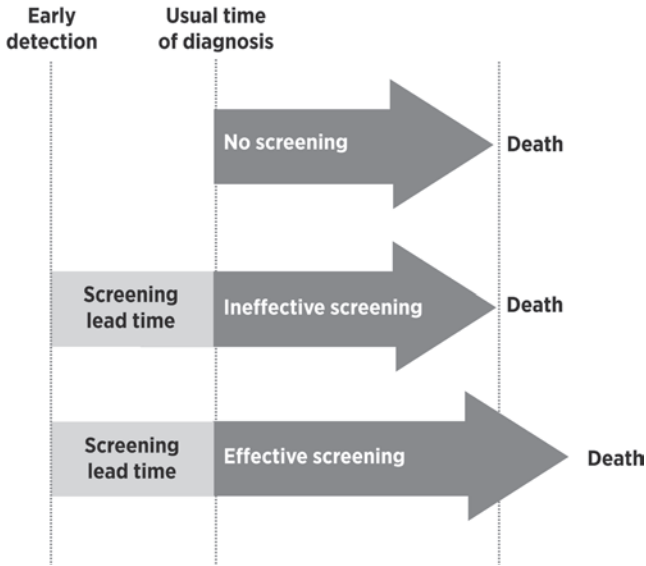 Early
detection
Usual time
of diagnosis
No screening
Death
Screening
lead time
Ineffective screening
Death
Screening
lead time
Effective screening
Death